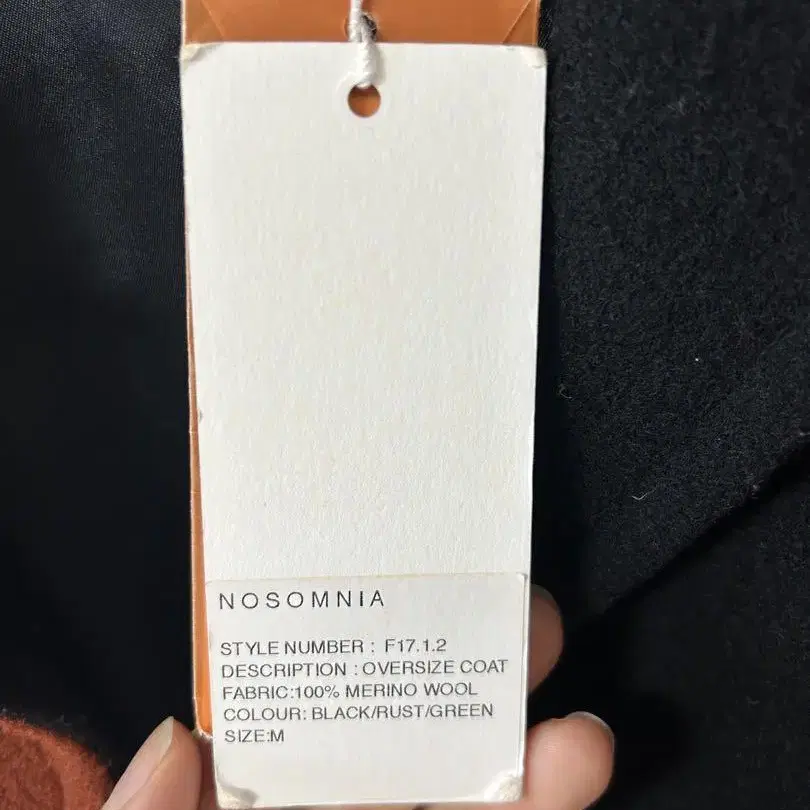 NOSOMNIA
STYLE NUMBER : F17.1.2
DESCRIPTION : OVERSIZE COAT
FABRIC:100% MERINO WOOL
COLOUR: BLACK/RUST/GREEN
SIZE:M